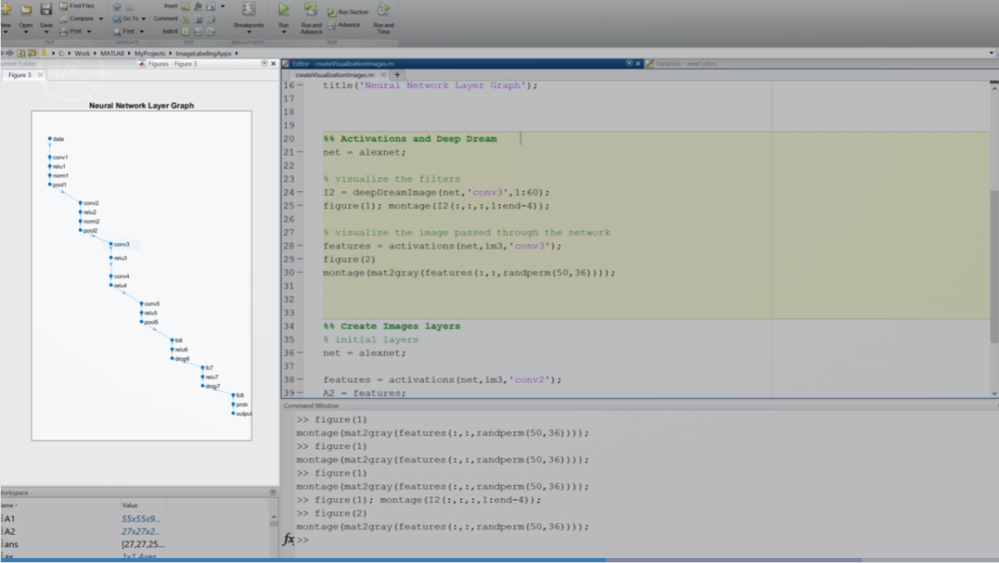 Find Files
Insert
fx
New
Open
Save
Compare
Print
Go To
Find
Comment
Indent
Breakpoints
Run
Run and
Advance
Run Section
Advance
Run and
Time
FILE
NAVIGATE
EDIT
BREAKPOINTS
RUN
C: Work MATLAB MyProjects ImageLabelingApps
urrent Folder
Figures - Figure 3
Figure 3
Neural Network Layer Graph
data
conv1
relu1
norm1
pool1
conv2
relu2
norm2
pool2
conv3
relu3
conv4
relu4
conv5
relu5
pool5
fc6
relu6
drop6
fc7
relu7
drop7
fc8
prob
output
Workspace
ame
Value
A1 55x55x9...
A2 27x27x2...
ans [27,27,25...
ax 1x1 Axes
Editor - createVisualizationImages.m
Variables - newColors
createVisualizationImages.m
16 – title('Neural Network Layer Graph');
17
18
19
20 %% Activations and Deep Dream
21 – net = alexnet;
22
23 % visualize the filters
24 – I2 = deepDreamImage(net,'conv3',1:60);
25 – figure(1); montage(I2(:,:,:,1:end-4));
26
27 % visualize the image passed through the network
28 – features = activations(net,im3,'conv3');
29 – figure(2)
30 – montage(mat2gray(features(:,:,randperm(50,36))));
31
32
33
34 %% Create Images layers
35 % initial layers
36 – net = alexnet;
37
38 – features = activations(net,im3,'conv2');
39 – A2 = features;
Command Window
>> figure(1)
montage(mat2gray(features(:,:,randperm(50,36))));
>> figure(1)
montage(mat2gray(features(:,:,randperm(50,36))));
>> figure(1)
montage(mat2gray(features(:,:,randperm(50,36))));
>> figure(1); montage(I2(:,:,:,1:end-4));
>> figure(2)
montage(mat2gray(features(:,:,randperm(50,36))));
fx >>